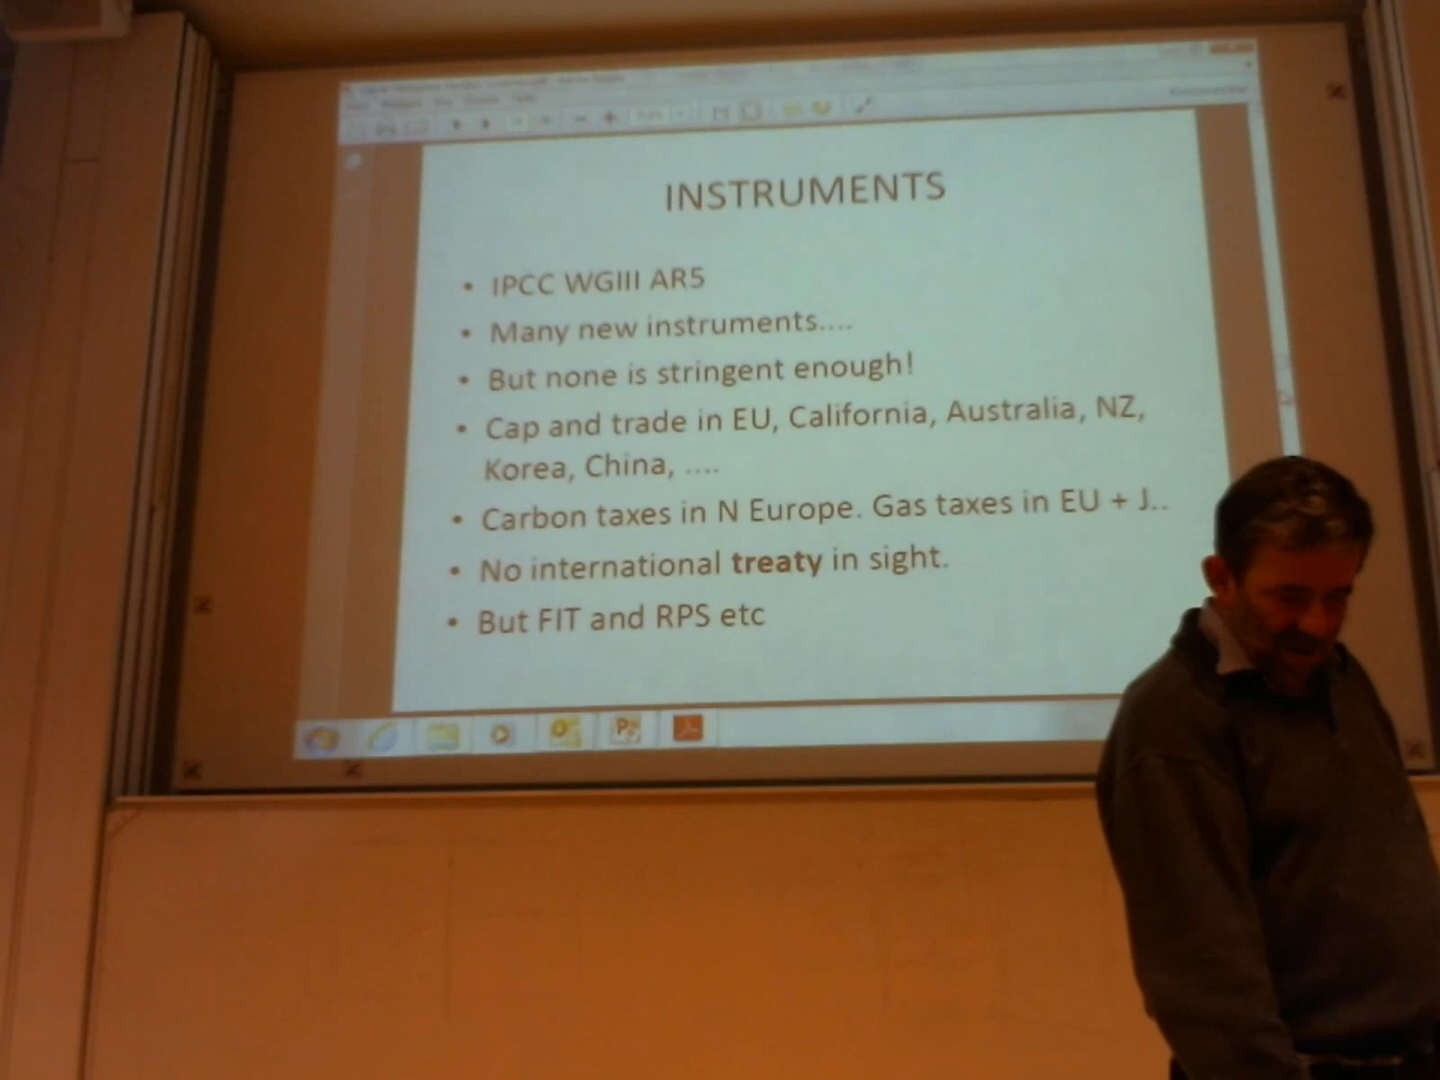 INSTRUMENTS
• IPCC WGIII AR5
• Many new instruments....
• But none is stringent enough!
• Cap and trade in EU, California, Australia, NZ,
Korea, China, ....
• Carbon taxes in N Europe. Gas taxes in EU + J..
• No international treaty in sight.
• But FIT and RPS etc